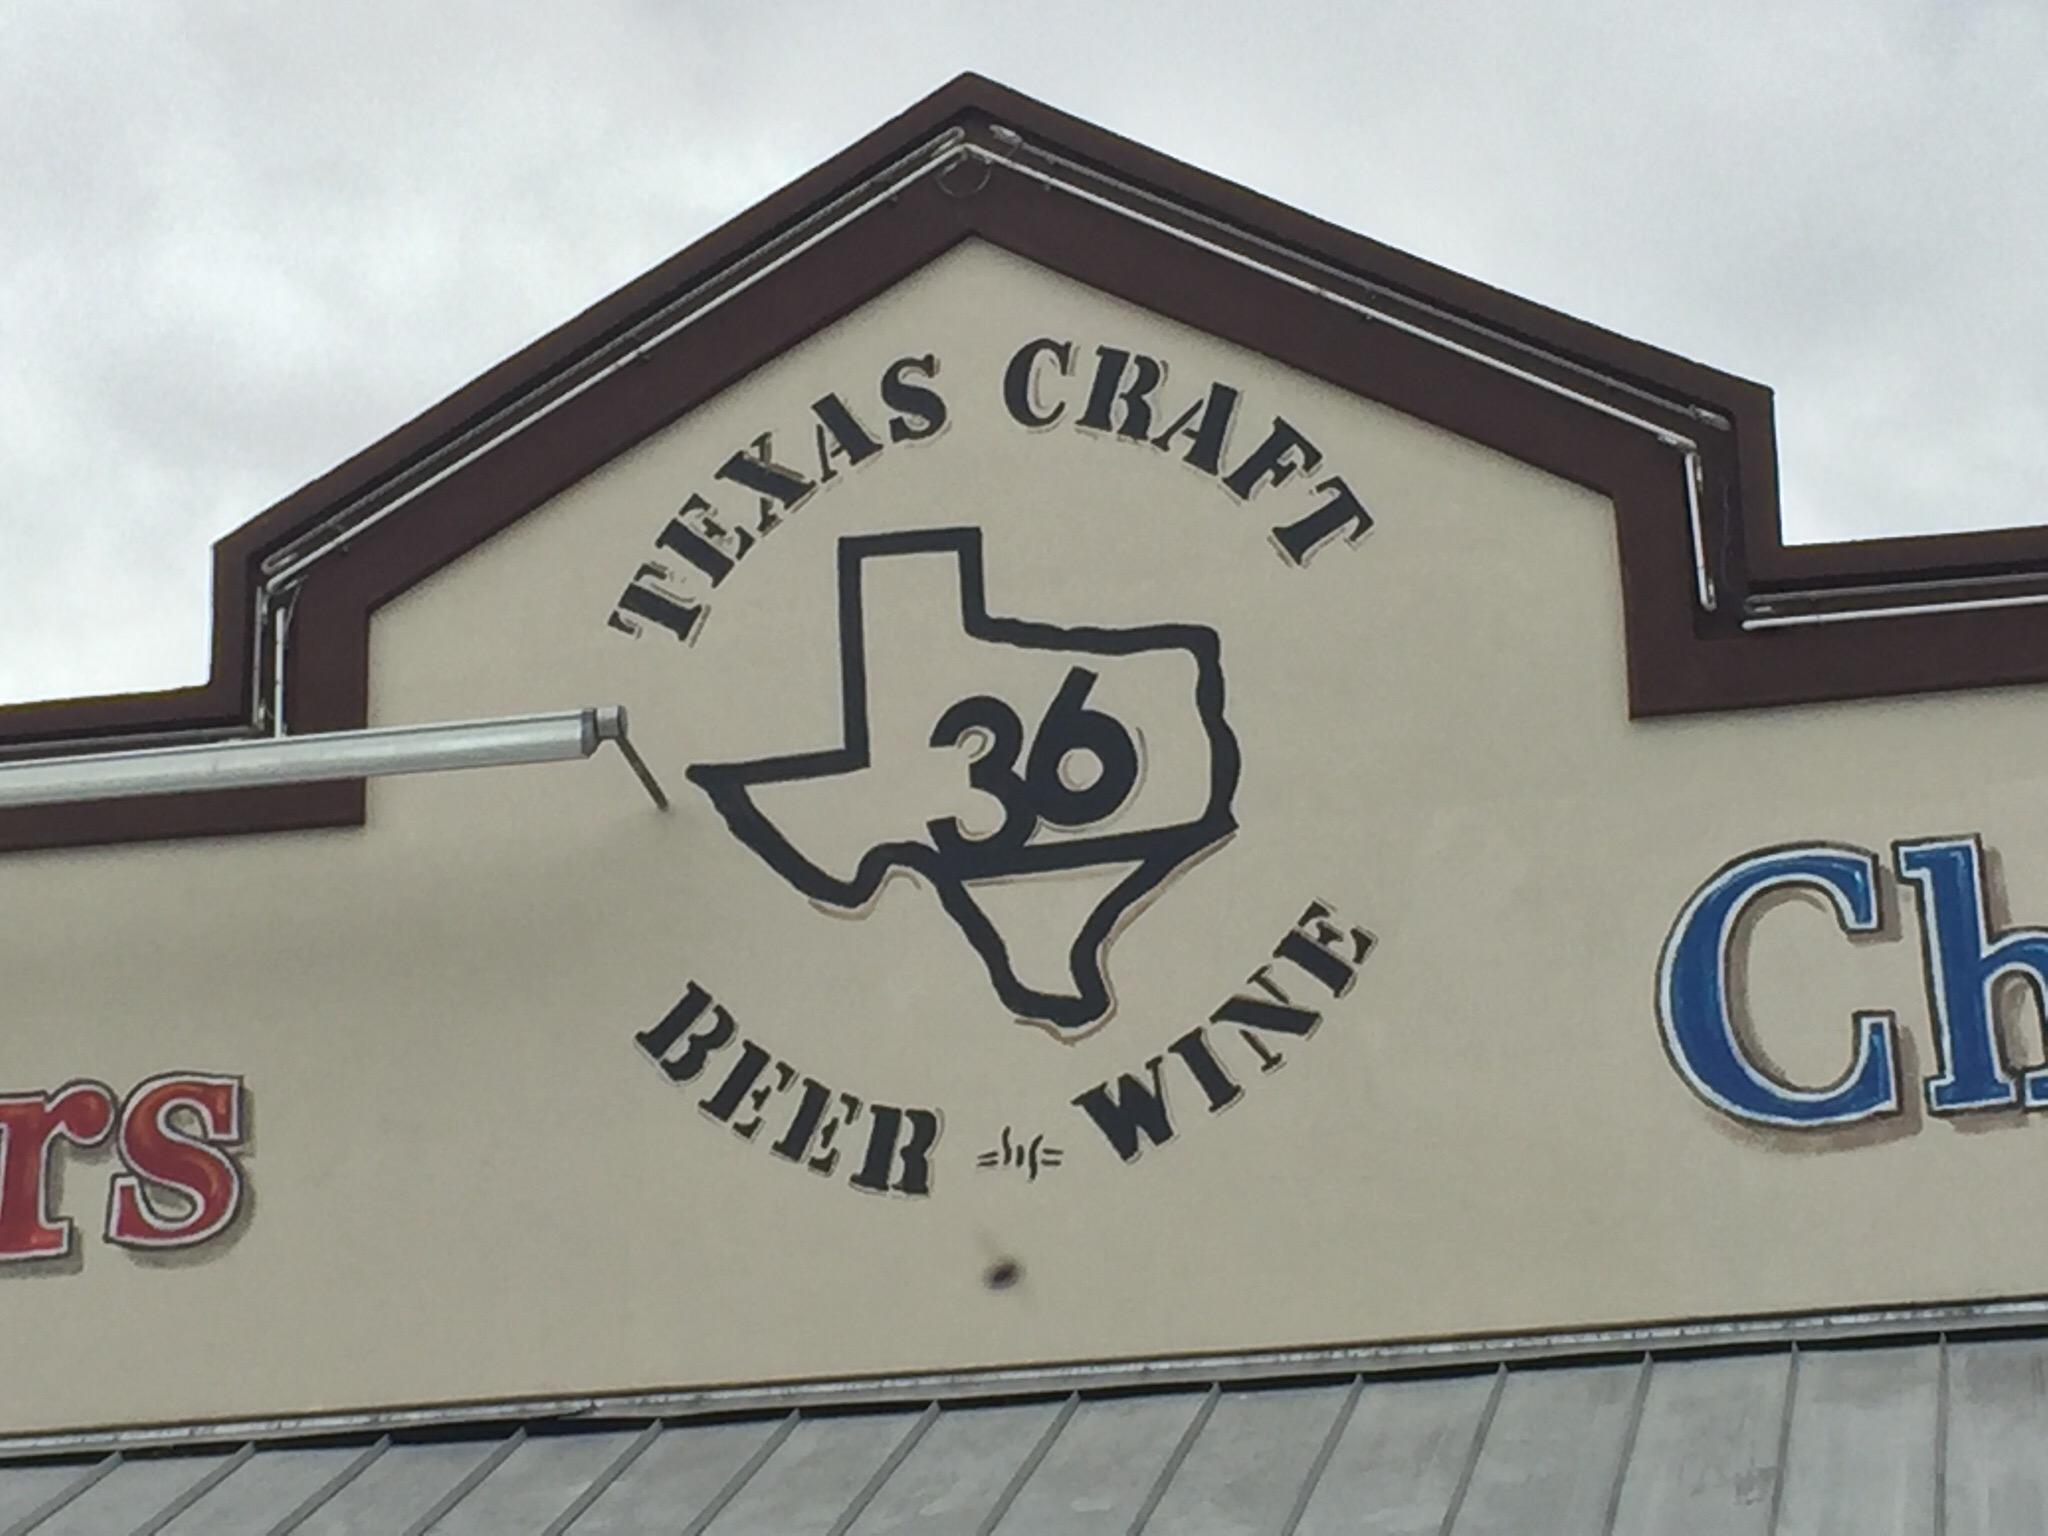 TEXAS CRAFT
36
BEER WINE
rs
Ch